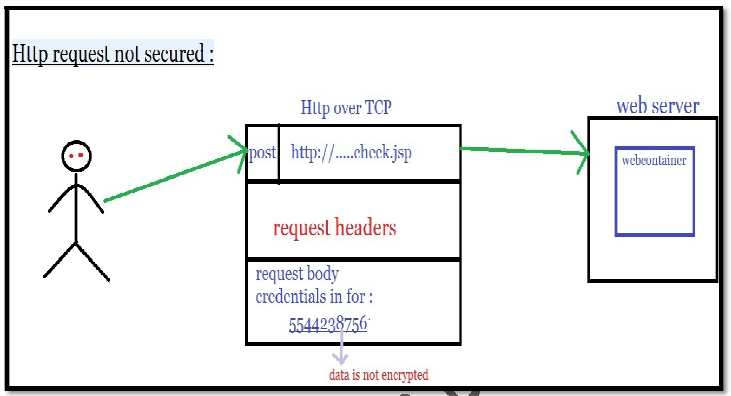 Http request not secured :
Http over TCP
web server
post
http://.....check.jsp
webcontainer
request headers
request body
credentials in for :
5544238756
data is not encrypted